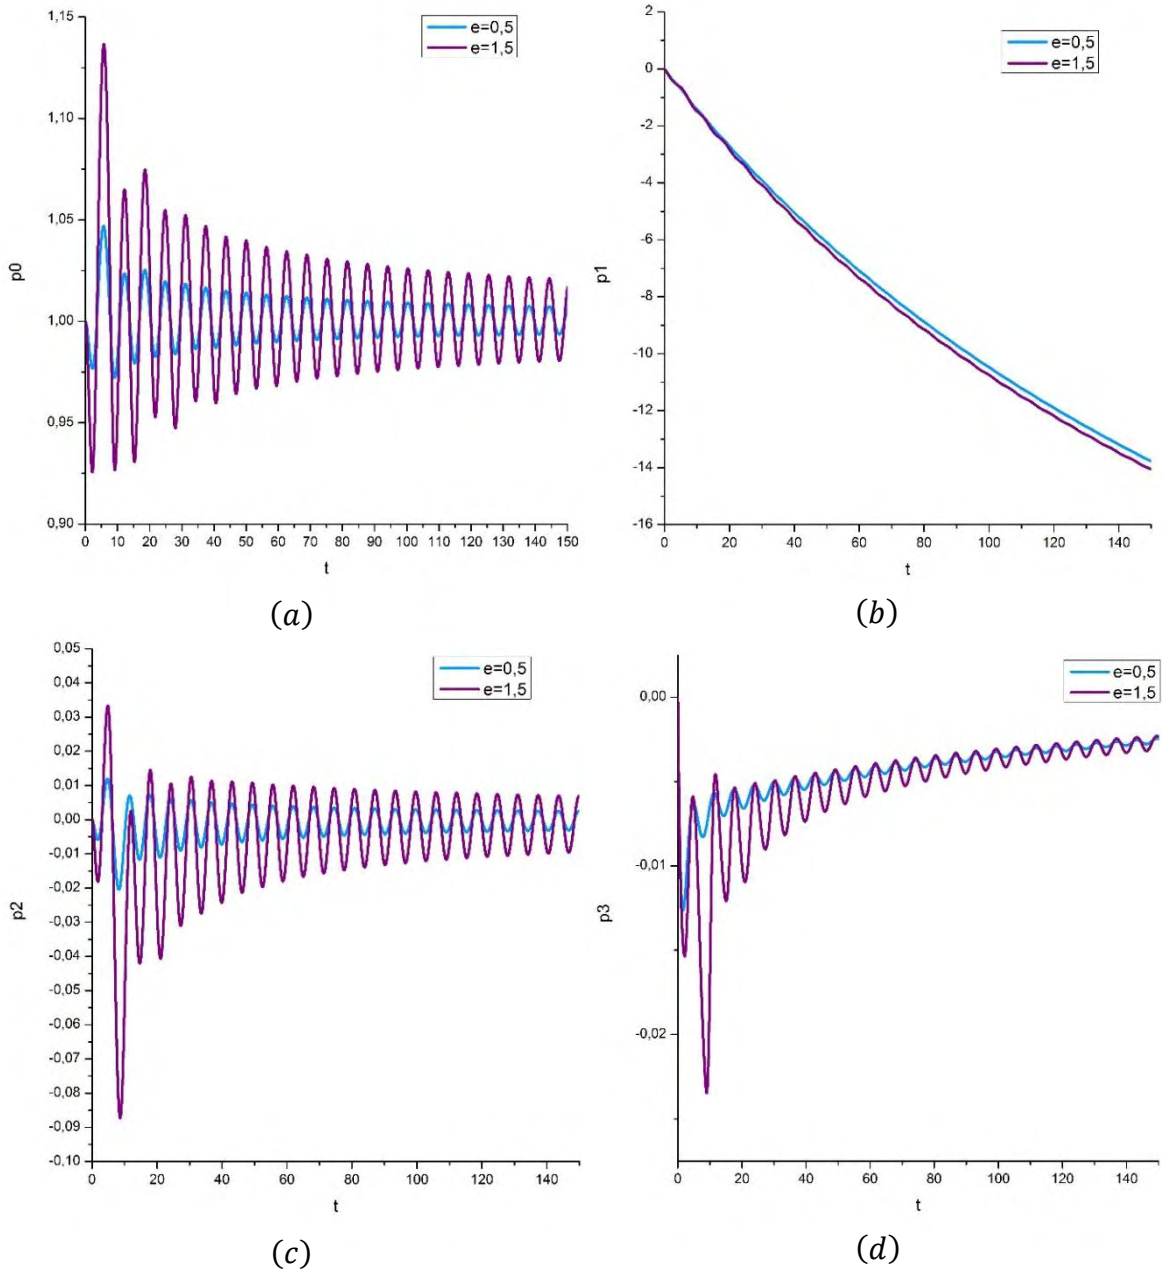 1,15
1,10
1,05
1,00
0,95
0,90
p0
0 10 20 30 40 50 60 70 80 90 100 110 120 130 140 150
t
e=0,5
e=1,5
(a)
2
0
-2
-4
-6
-8
-10
-12
-14
-16
p1
0 20 40 60 80 100 120 140
t
e=0,5
e=1,5
(b)
0,05
0,04
0,03
0,02
0,01
0,00
-0,01
-0,02
-0,03
-0,04
-0,05
-0,06
-0,07
-0,08
-0,09
-0,10
p2
0 20 40 60 80 100 120 140
t
e=0,5
e=1,5
(c)
0,00
-0,01
-0,02
p3
0 20 40 60 80 100 120 140
t
e=0,5
e=1,5
(d)